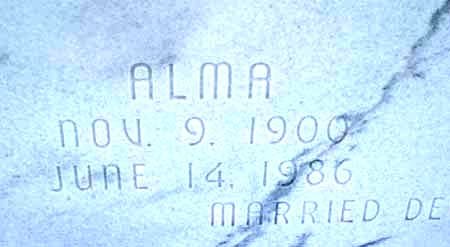 ALMA
NOV. 9. 1900
JUNE 14. 1986
MARRIED DE